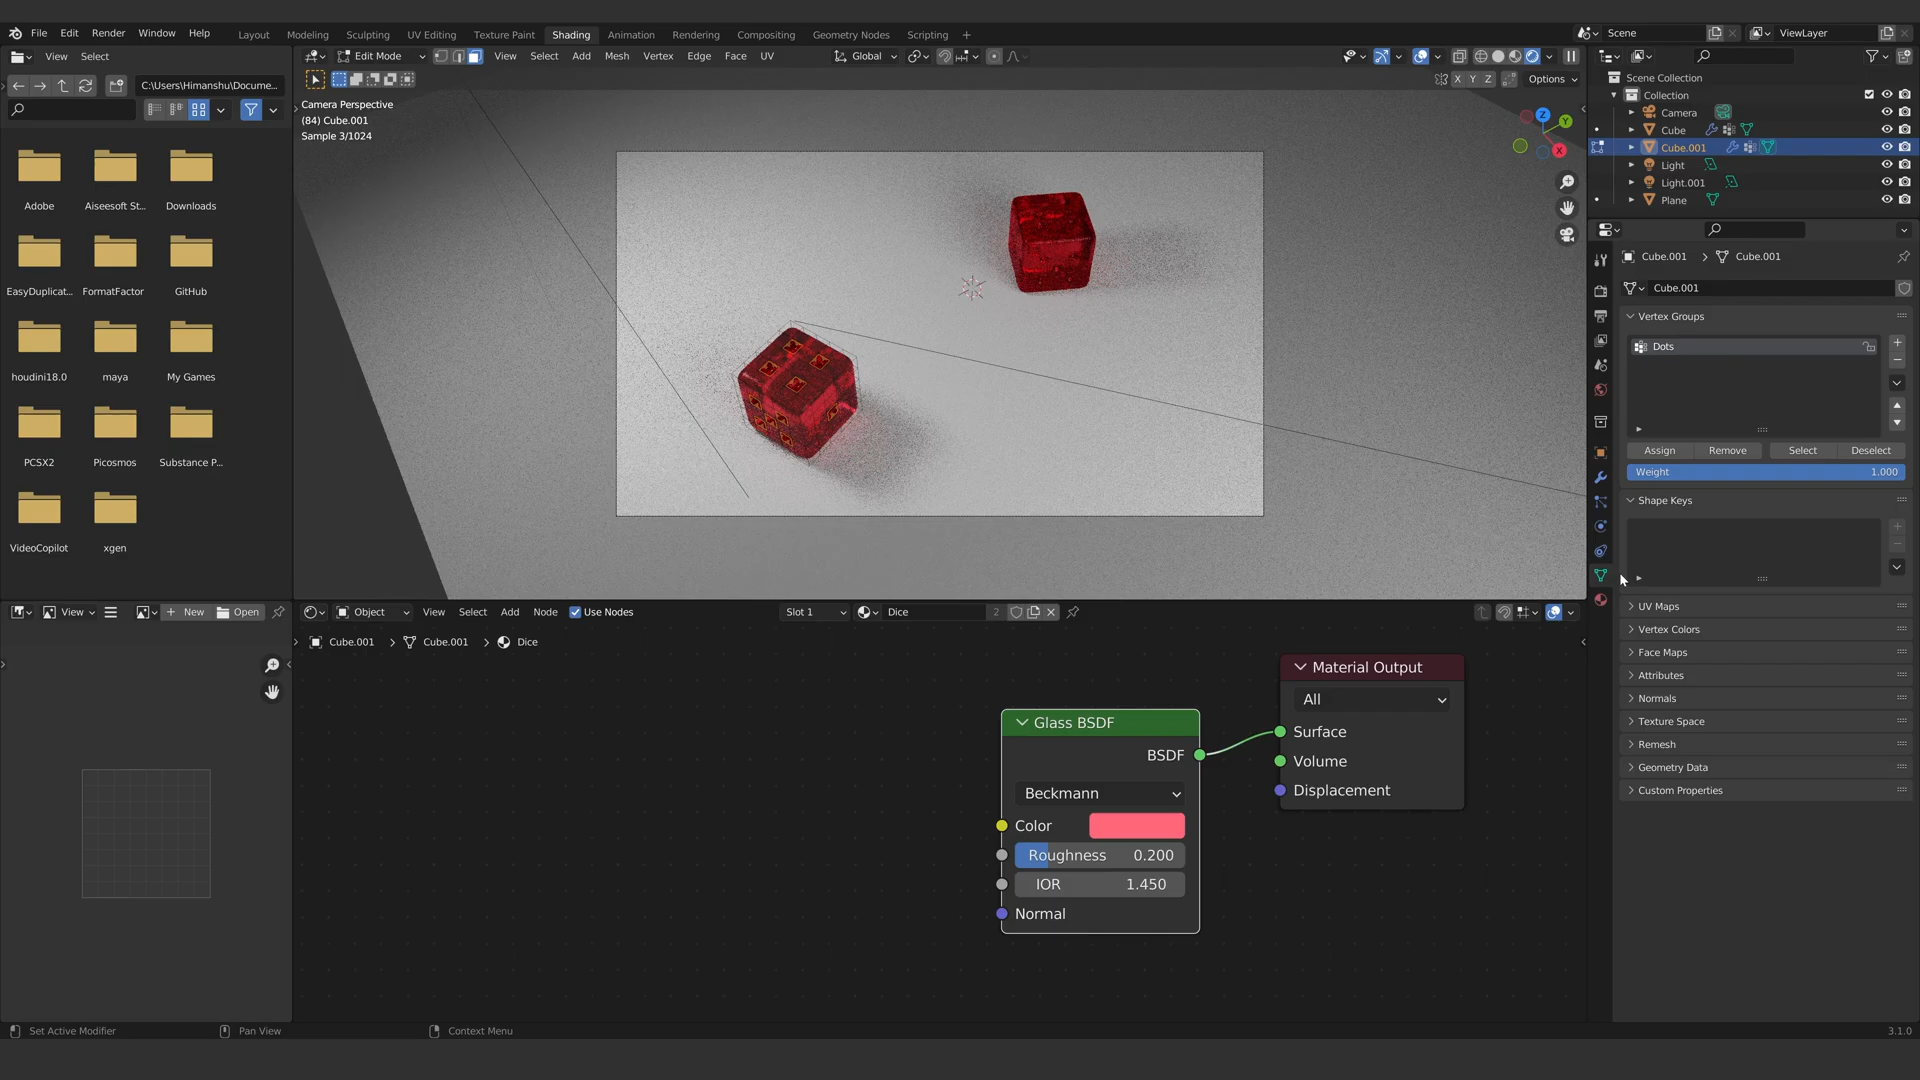 File Edit Render Window Help
Layout Modeling Sculpting UV Editing Texture Paint Shading Animation Rendering Compositing Geometry Nodes Scripting
Scene
ViewLayer
View Select
Edit Mode
View Select Add Mesh Vertex Edge Face UV
Global
C:\Users\Himanshu\Docume...
X Y Z
Options
Camera Perspective
(84) Cube.001
Sample 3/1024
Z
Y
X
Adobe Aiseesoft St... Downloads
EasyDuplicat... FormatFactor GitHub
houdini18.0 maya My Games
PCSX2 Picosmos Substance P...
VideoCopilot xgen
Scene Collection
Collection
Camera
Cube
Cube.001
Light
Light.001
Plane
Cube.001 Cube.001
Cube.001
Vertex Groups
Dots
Assign Remove Select Deselect
Weight 1.000
Shape Keys
UV Maps
Vertex Colors
Face Maps
Attributes
Normals
Texture Space
Remesh
Geometry Data
Custom Properties
View
New
Open
Object
View Select Add Node
Use Nodes
Slot 1
Dice
2
Cube.001 Cube.001 Dice
Material Output
All
Surface
Volume
Displacement
Glass BSDF
BSDF
Beckmann
Color
Roughness 0.200
IOR 1.450
Normal
Set Active Modifier
Pan View
Context Menu
3.1.0